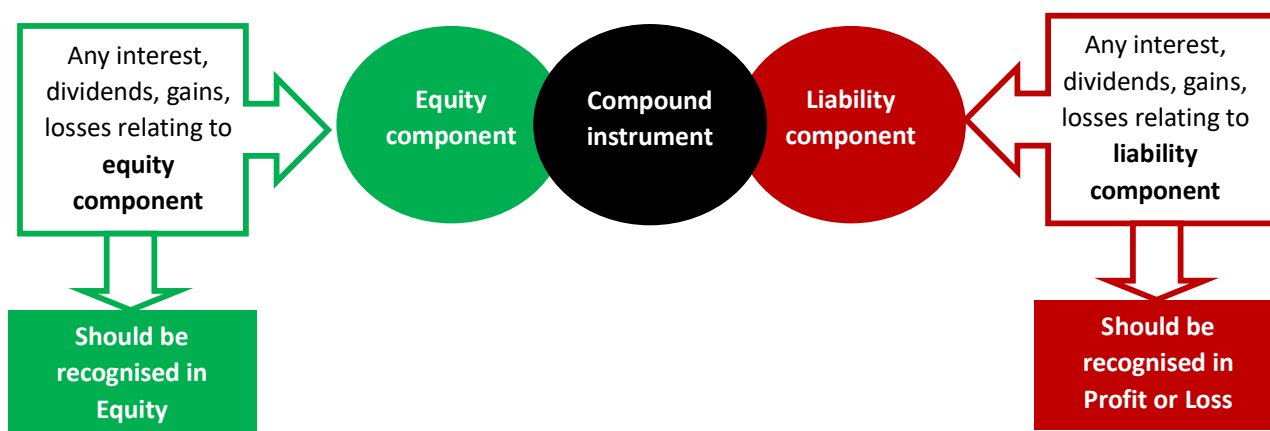 Any interest,
dividends, gains,
losses relating to
equity
component
Equity
component
Compound
instrument
Liability
component
Any interest,
dividends, gains,
losses relating to
liability
component
Should be
recognised in
Equity
Should be
recognised in
Profit or Loss